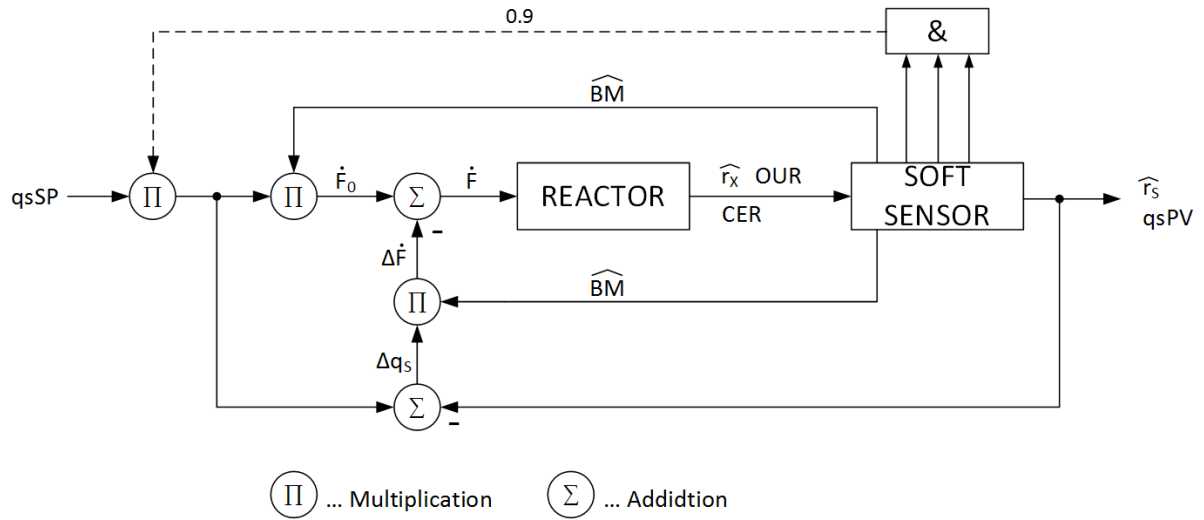 0.9
&
B͡M
qsSP
Π
Π
Ḟ₀
Σ
Ḟ
REACTOR
r͡ₓ OUR
CER
SOFT
SENSOR
r͡ₛ
qsPV
-
ΔḞ
Π
B͡M
Δqₛ
Σ
-
Π ... Multiplication
Σ ... Addidtion